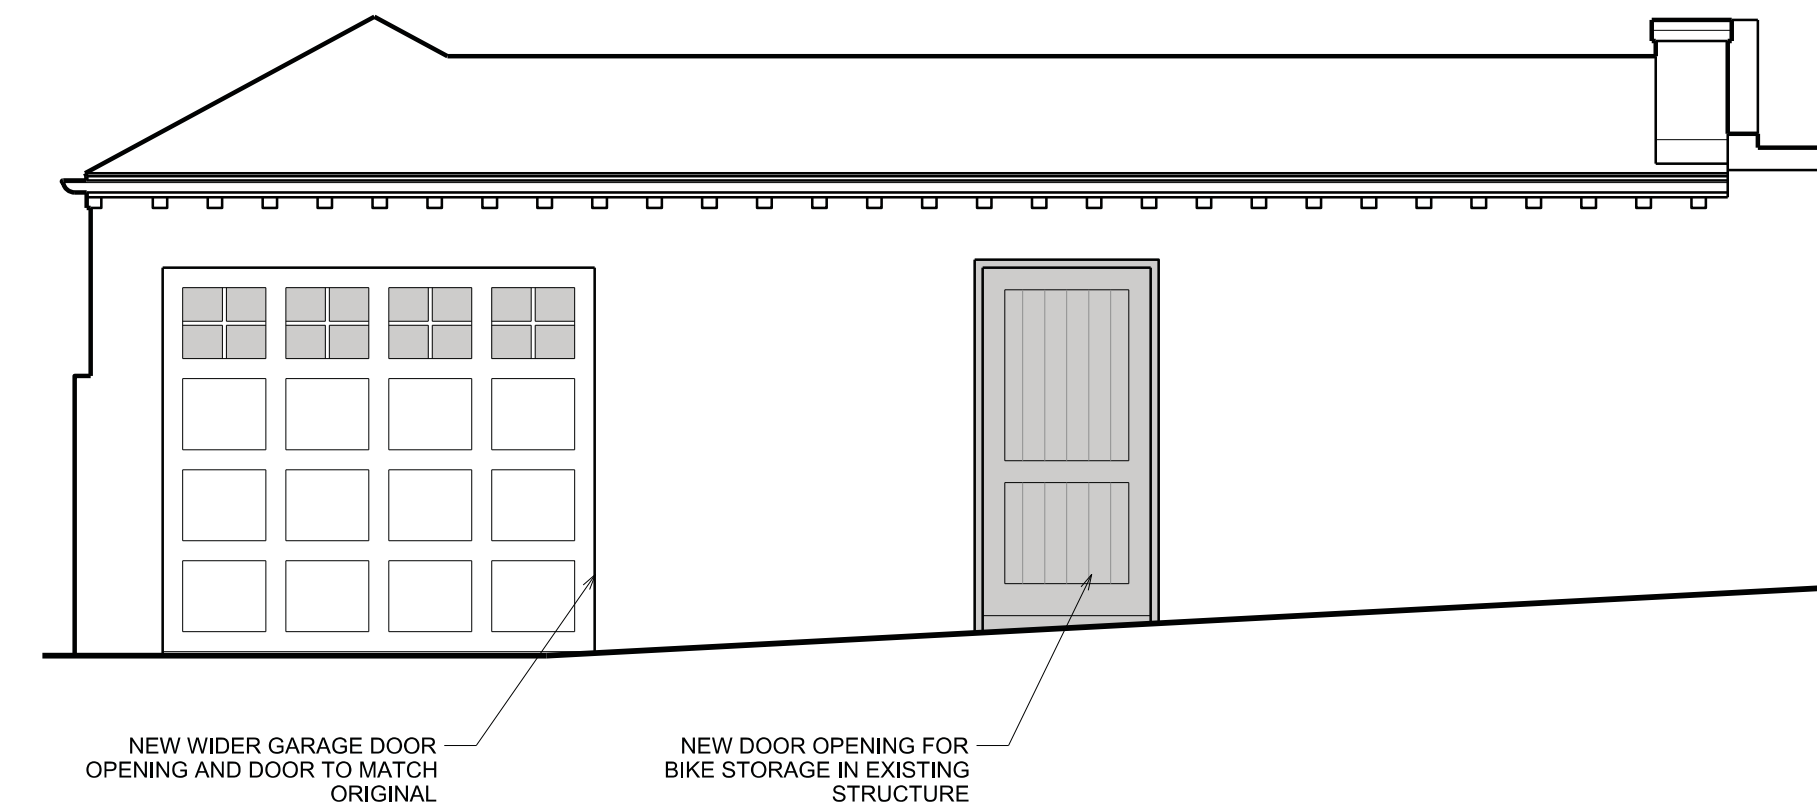 NEW WIDER GARAGE DOOR
OPENING AND DOOR TO MATCH
ORIGINAL
NEW DOOR OPENING FOR
BIKE STORAGE IN EXISTING
STRUCTURE